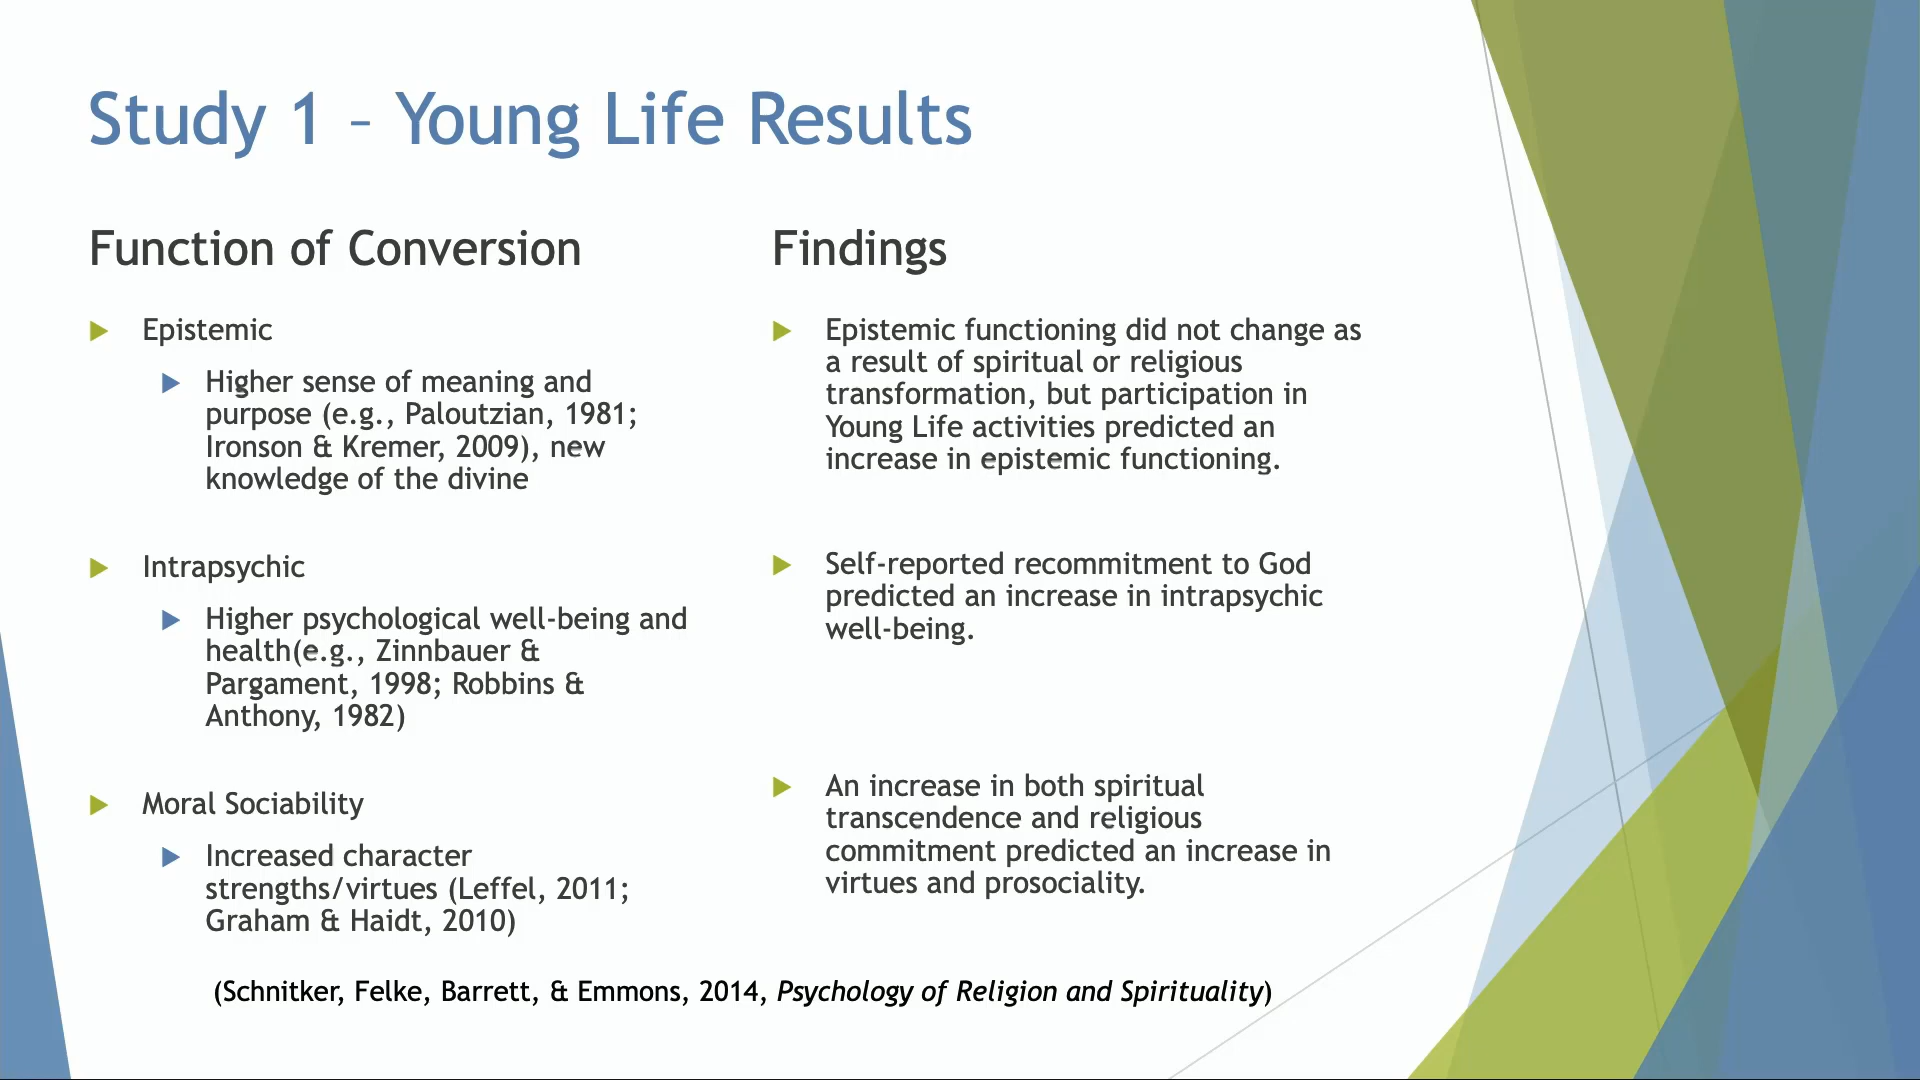 Study 1 – Young Life Results
Function of Conversion
Epistemic
Higher sense of meaning and
purpose (e.g., Paloutzian, 1981;
Ironson & Kremer, 2009), new
knowledge of the divine
Intrapsychic
Higher psychological well-being and
health(e.g., Zinnbauer &
Pargament, 1998; Robbins &
Anthony, 1982)
Moral Sociability
Increased character
strengths/virtues (Leffel, 2011;
Graham & Haidt, 2010)
Findings
Epistemic functioning did not change as
a result of spiritual or religious
transformation, but participation in
Young Life activities predicted an
increase in epistemic functioning.
Self-reported recommitment to God
predicted an increase in intrapsychic
well-being.
An increase in both spiritual
transcendence and religious
commitment predicted an increase in
virtues and prosociality.
(Schnitker, Felke, Barrett, & Emmons, 2014, Psychology of Religion and Spirituality)